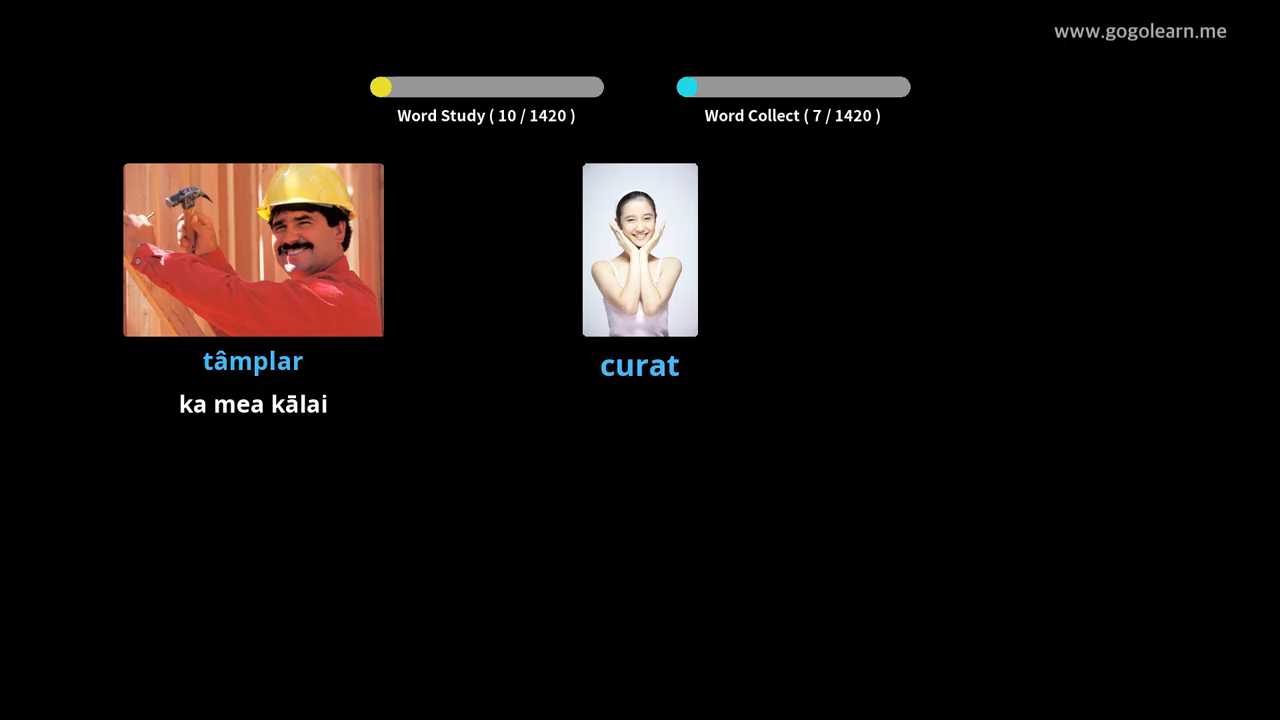 www.gogolearn.me
Word Study ( 10 / 1420 )
Word Collect ( 7 / 1420 )
tâmplar
curat
ka mea kālai